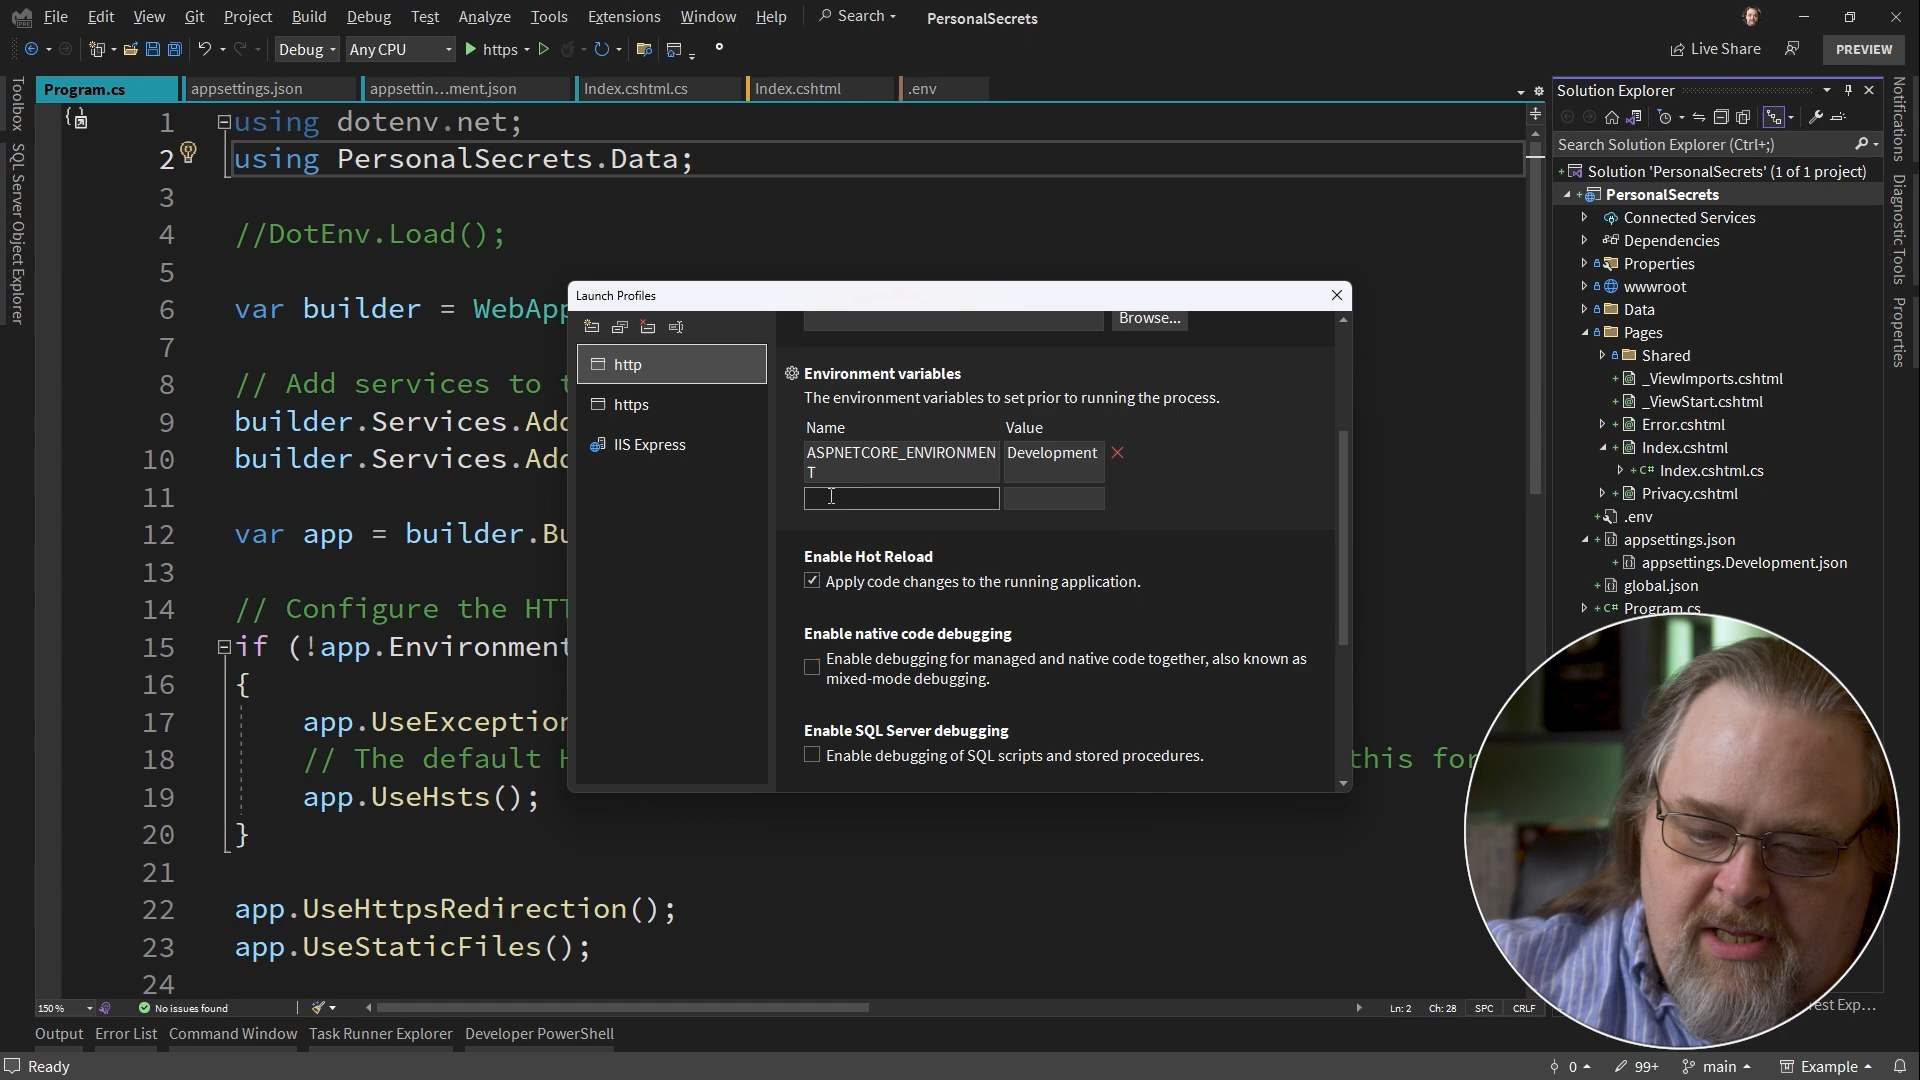 File Edit View Git Project Build Debug Test Analyze Tools Extensions Window Help Search PersonalSecrets
Debug Any CPU https Live Share PREVIEW
Program.cs appsettings.json appsettin...ment.json Index.cshtml.cs Index.cshtml .env
Toolbox
SQL Server Object Explorer
1 using dotenv.net;
2 using PersonalSecrets.Data;
3
4 //DotEnv.Load();
5
6 var builder = WebApp
7
8 // Add services to t
9 builder.Services.Add
10 builder.Services.Add
11
12 var app = builder.Bu
13
14 // Configure the HTT
15 if (!app.Environment
16 {
17 app.UseException
18 // The default H this for
19 app.UseHsts();
20 }
21
22 app.UseHttpsRedirection();
23 app.UseStaticFiles();
24
Launch Profiles
http
https
IIS Express
Browse...
Environment variables
The environment variables to set prior to running the process.
Name Value
ASPNETCORE_ENVIRONMEN Development
T
Enable Hot Reload
Apply code changes to the running application.
Enable native code debugging
Enable debugging for managed and native code together, also known as
mixed-mode debugging.
Enable SQL Server debugging
Enable debugging of SQL scripts and stored procedures.
Solution Explorer
Search Solution Explorer (Ctrl+;)
Solution 'PersonalSecrets' (1 of 1 project)
PersonalSecrets
Connected Services
Dependencies
Properties
wwwroot
Data
Pages
Shared
_ViewImports.cshtml
_ViewStart.cshtml
Error.cshtml
Index.cshtml
C# Index.cshtml.cs
Privacy.cshtml
.env
appsettings.json
appsettings.Development.json
global.json
C# Program.cs
Notifications
Diagnostic Tools
Properties
150 % No issues found Ln: 2 Ch: 28 SPC CRLF
Output Error List Command Window Task Runner Explorer Developer PowerShell
Ready 0 99+ main Example